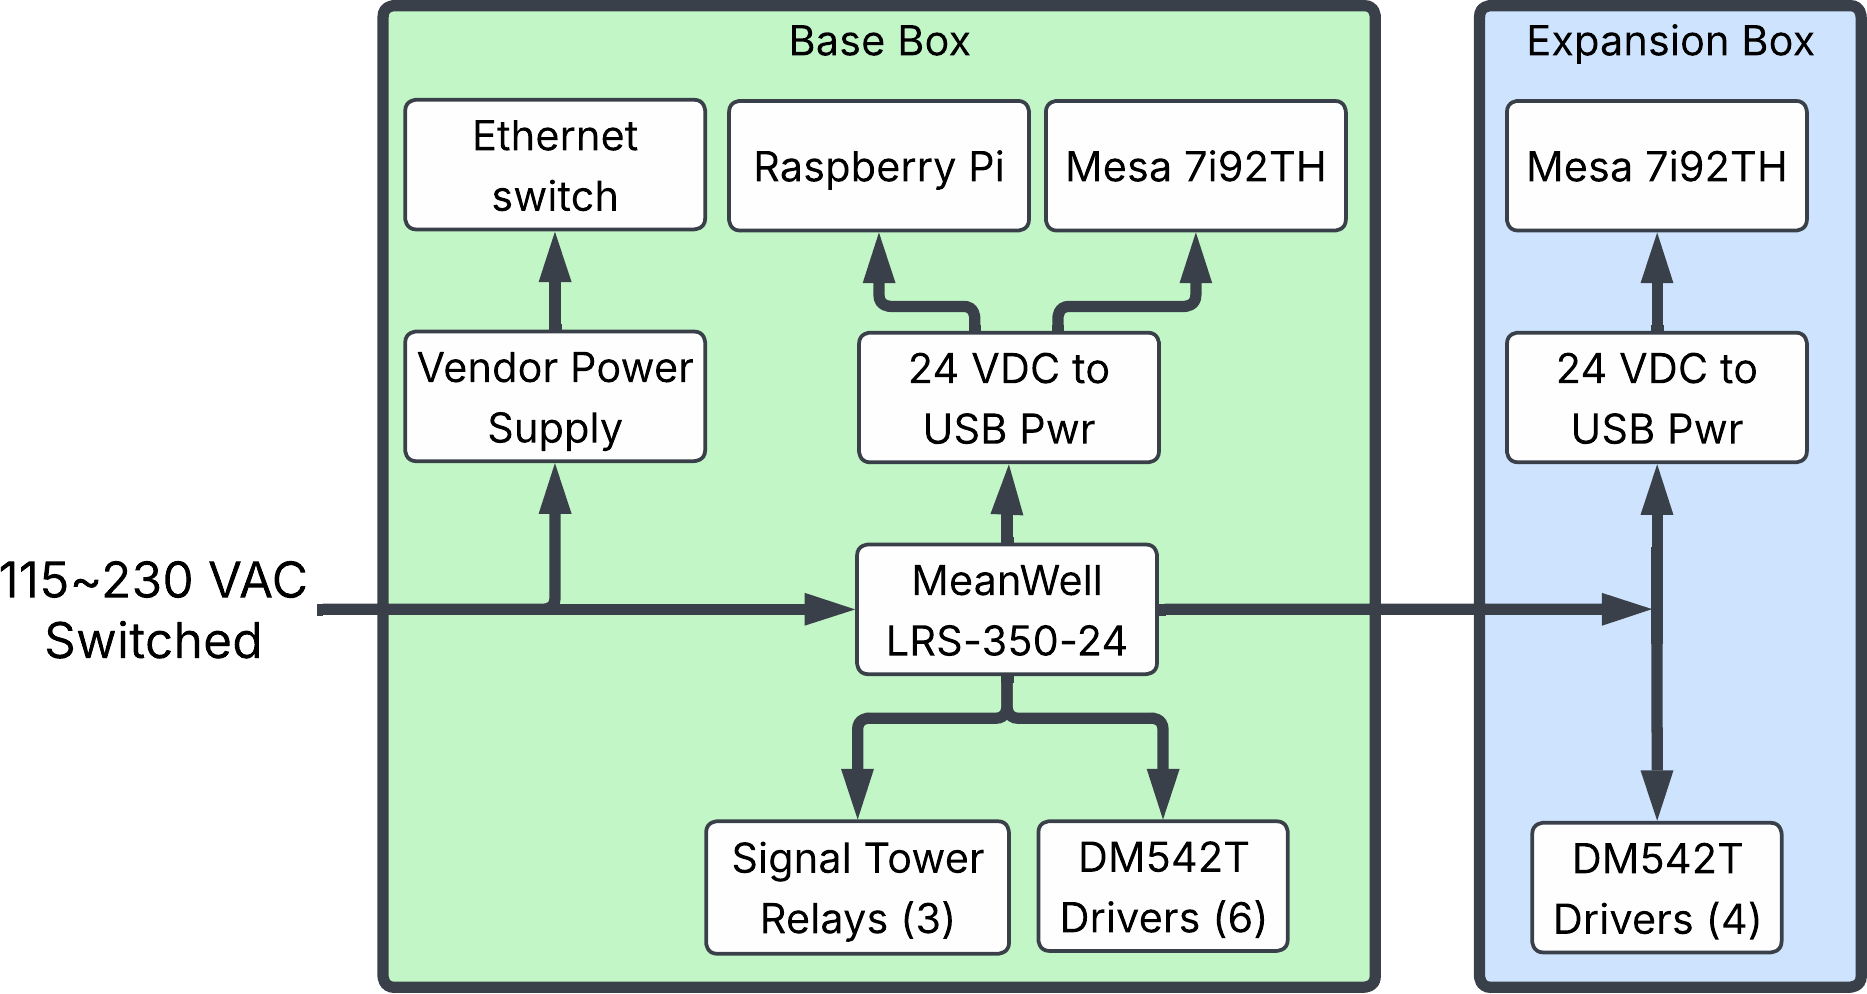 Base Box
Ethernet
switch
Raspberry Pi
Mesa 7i92TH
Vendor Power
Supply
24 VDC to
USB Pwr
115~230 VAC
Switched
MeanWell
LRS-350-24
Signal Tower
Relays (3)
DM542T
Drivers (6)
Expansion Box
Mesa 7i92TH
24 VDC to
USB Pwr
DM542T
Drivers (4)